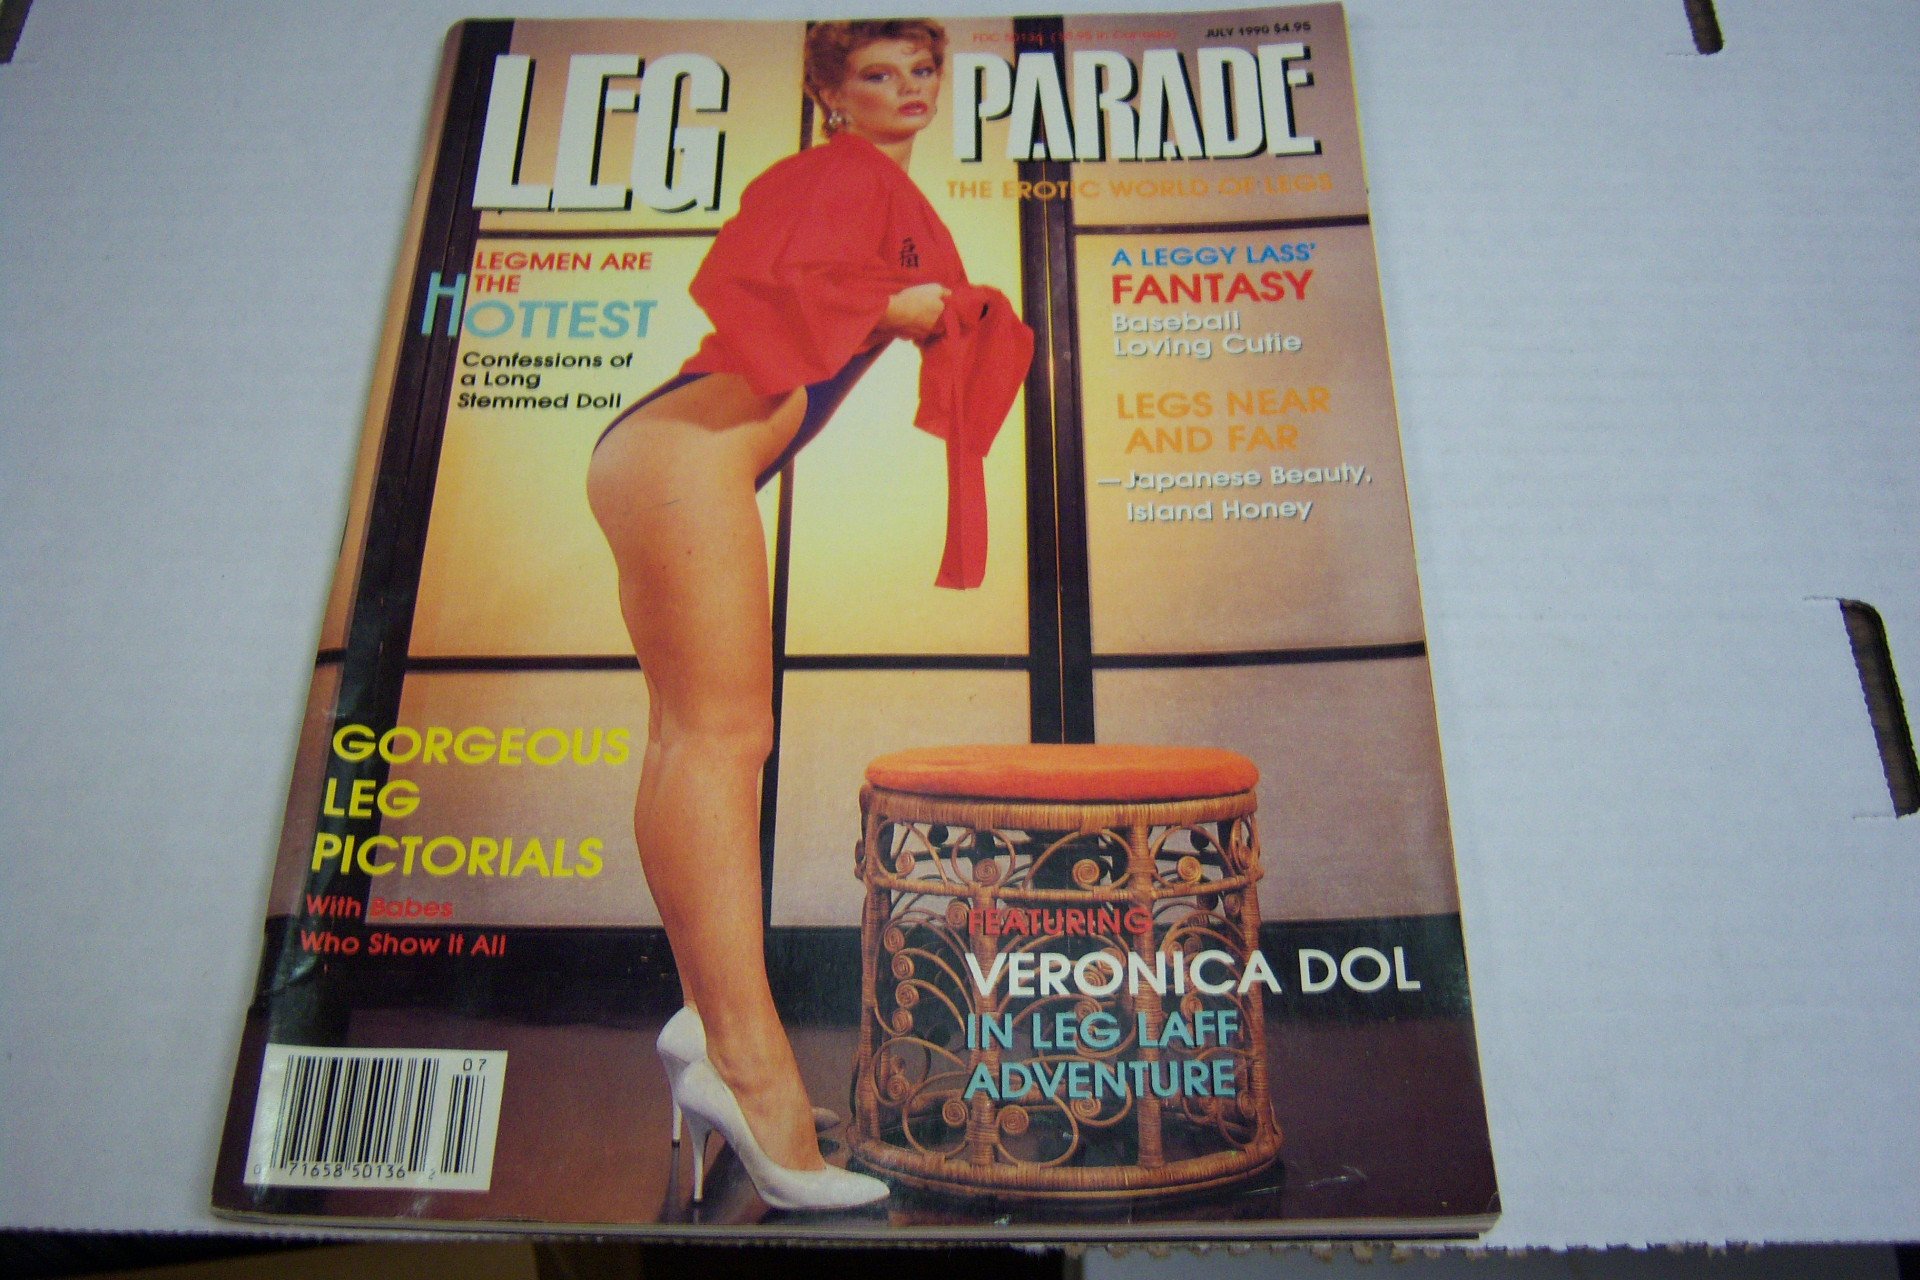 JULY 1990 $4.95
LEG PARADE
THE EROTIC WORLD OF LEGS
LEGMEN ARE
THE
HOTTEST
Confessions of
a Long
Stemmed Doll
A LEGGY LASS'
FANTASY
Baseball
Loving Cutie
LEGS NEAR
AND FAR
—Japanese Beauty,
Island Honey
GORGEOUS
LEG
PICTORIALS
With Babes
Who Show It All
FEATURING
VERONICA DOL
IN LEG LAFF
ADVENTURE
07
0 71658 50136 2